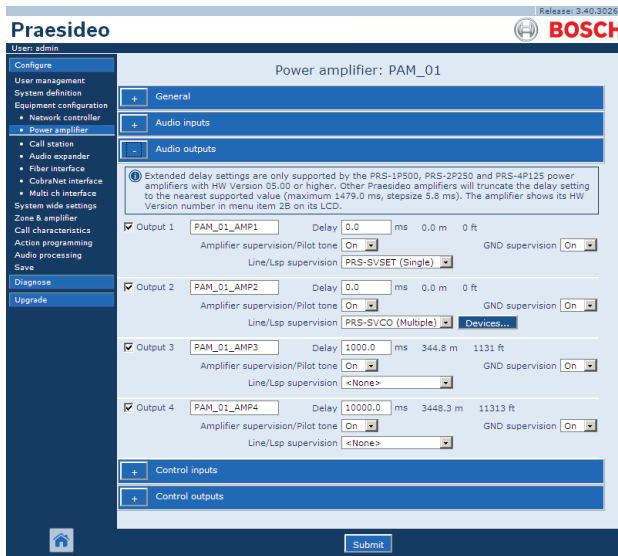 Release: 3.40.3026
Praesideo
BOSCH
User: admin
Configure
User management
System definition
Equipment configuration
• Network controller
• Power amplifier
• Call station
• Audio expander
• Fiber interface
• CobraNet interface
• Multi ch interface
System wide settings
Zone & amplifier
Call characteristics
Action programming
Audio processing
Save
Diagnose
Upgrade
Power amplifier: PAM_01
+ General
+ Audio inputs
- Audio outputs
Extended delay settings are only supported by the PRS-1P500, PRS-2P250 and PRS-4P125 power
amplifiers with HW Version 05.00 or higher. Other Praesideo amplifiers will truncate the delay setting
to the nearest supported value (maximum 1479.0 ms, stepsize 5.8 ms). The amplifier shows its HW
Version number in menu item 2B on its LCD.
Output 1 PAM_01_AMP1 Delay 0.0 ms 0.0 m 0 ft
Amplifier supervision/Pilot tone On GND supervision On
Line/Lsp supervision PRS-SVSET (Single)
Output 2 PAM_01_AMP2 Delay 0.0 ms 0.0 m 0 ft
Amplifier supervision/Pilot tone On GND supervision On
Line/Lsp supervision PRS-SVCO (Multiple) Devices...
Output 3 PAM_01_AMP3 Delay 1000.0 ms 344.8 m 1131 ft
Amplifier supervision/Pilot tone On GND supervision On
Line/Lsp supervision <None>
Output 4 PAM_01_AMP4 Delay 10000.0 ms 3448.3 m 11313 ft
Amplifier supervision/Pilot tone On GND supervision On
Line/Lsp supervision <None>
+ Control inputs
+ Control outputs
Submit